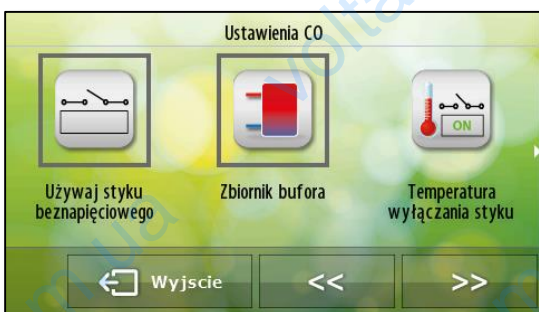 Ustawienia CO
ON
Używaj styku
beznapięciowego
Zbiornik bufora
Temperatura
wyłączania styku
Wyjscie
<<
>>